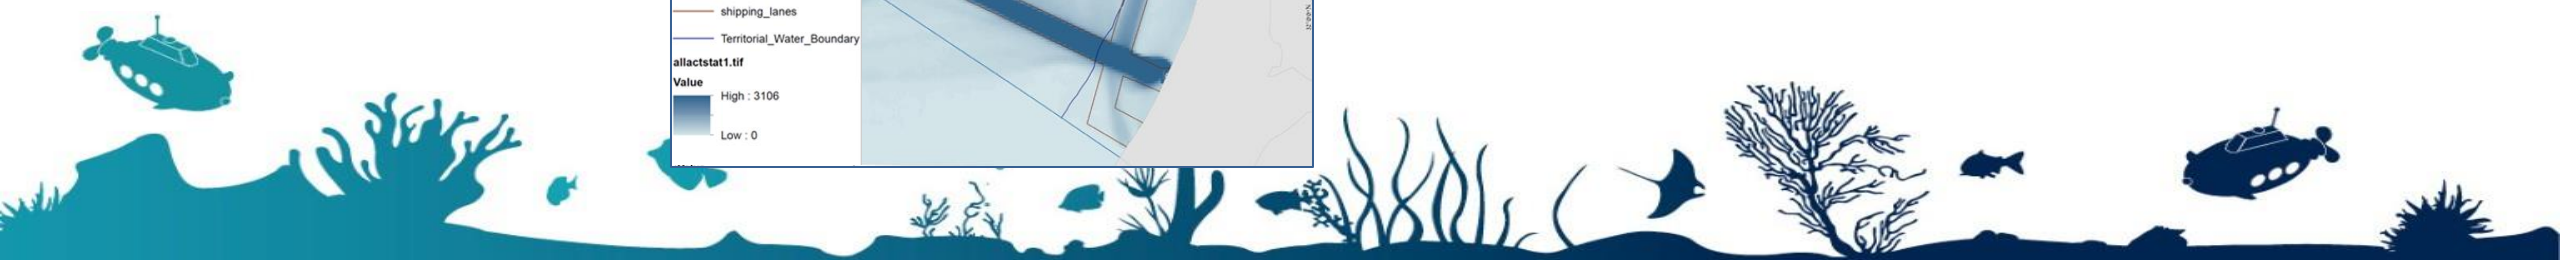 shipping_lanes
Territorial_Water_Boundary
allactstat1.tif
Value
High : 3106
Low : 0